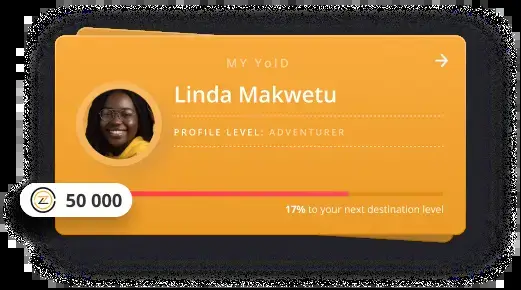 MY YoID
Linda Makwetu
PROFILE LEVEL: ADVENTURER
50 000
17% to your next destination level